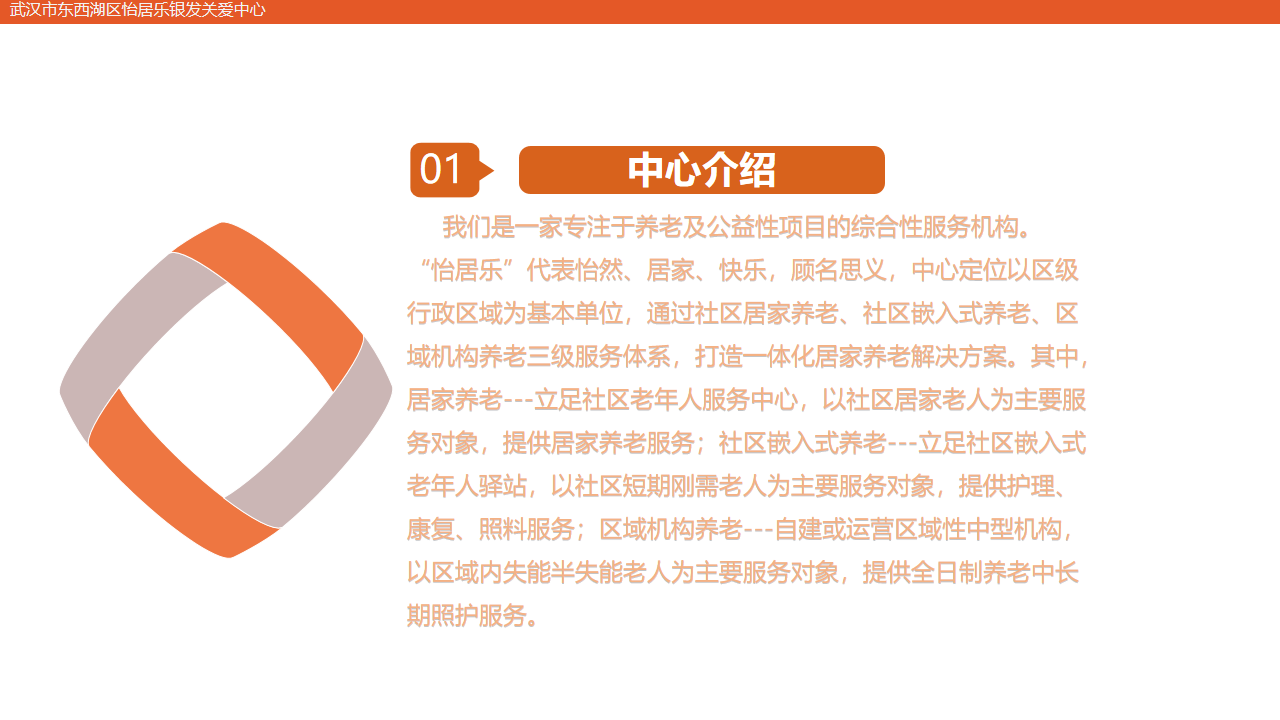 武汉市东西湖区怡居乐银发关爱中心
01
中心介绍
我们是一家专注于养老及公益性项目的综合性服务机构。
“怡居乐”代表怡然、居家、快乐，顾名思义，中心定位以区级
行政区域为基本单位，通过社区居家养老、社区嵌入式养老、区
域机构养老三级服务体系，打造一体化居家养老解决方案。其中，
居家养老---立足社区老年人服务中心，以社区居家老人为主要服
务对象，提供居家养老服务；社区嵌入式养老---立足社区嵌入式
老年人驿站，以社区短期刚需老人为主要服务对象，提供护理、
康复、照料服务；区域机构养老---自建或运营区域性中型机构，
以区域内失能半失能老人为主要服务对象，提供全日制养老中长
期照护服务。